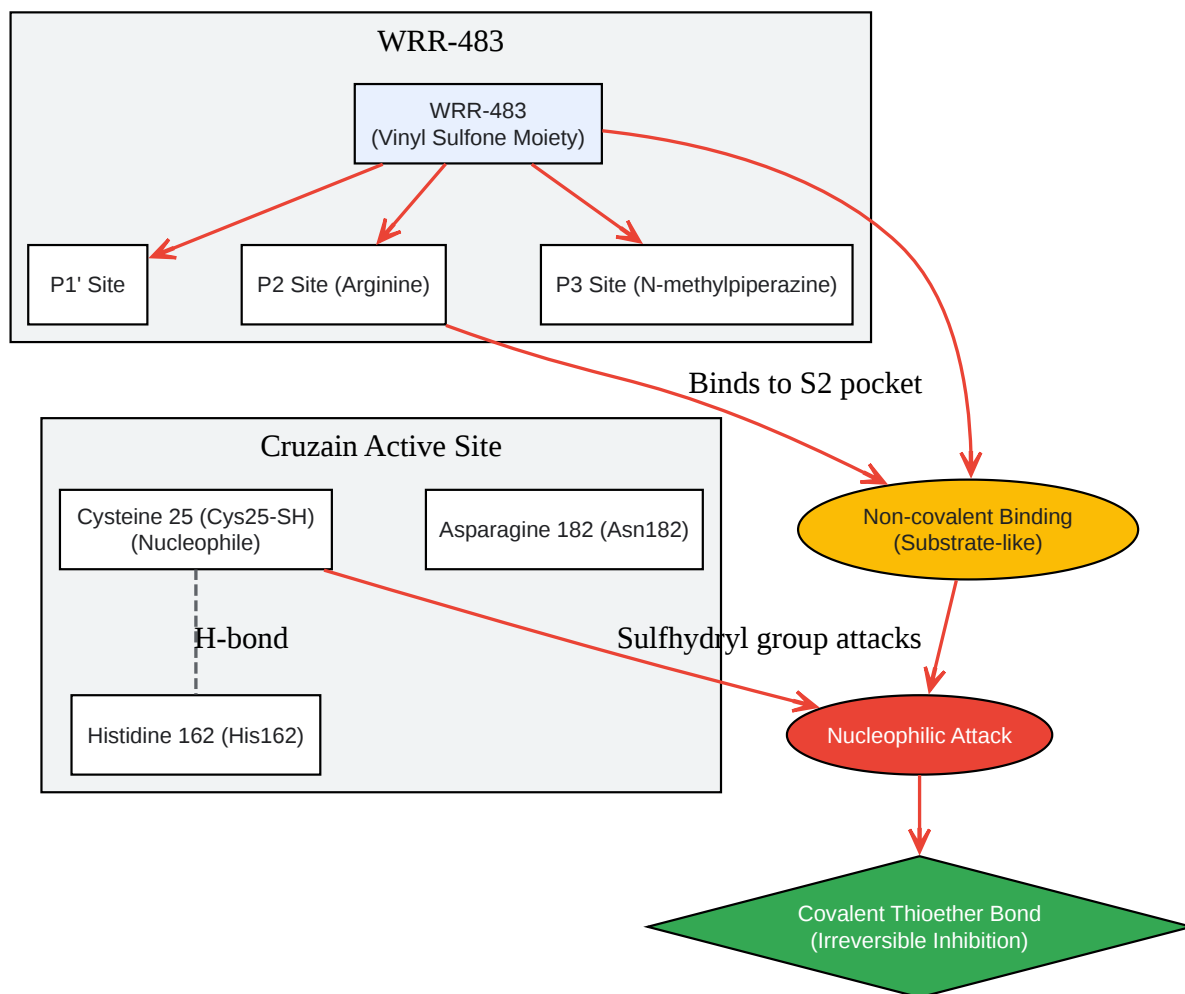 WRR-483
WRR-483
(Vinyl Sulfone Moiety)
P1' Site
P2 Site (Arginine)
P3 Site (N-methylpiperazine)
Binds to S2 pocket
Cruzain Active Site
Cysteine 25 (Cys25-SH)
(Nucleophile)
Asparagine 182 (Asn182)
Non-covalent Binding
(Substrate-like)
H-bond
Sulfhydryl group attacks
Histidine 162 (His162)
Nucleophilic Attack
Covalent Thioether Bond
(Irreversible Inhibition)